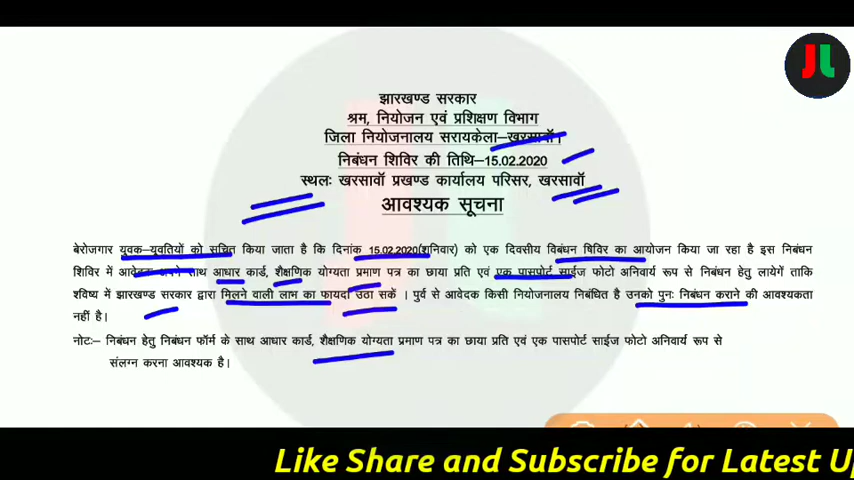 JL
झारखण्ड सरकार
श्रम, नियोजन एवं प्रशिक्षण विभाग
जिला नियोजनालय सरायकेला–खरसावॉ।
निबंधन शिविर की तिथि–15.02.2020
स्थलः खरसावॉ प्रखण्ड कार्यालय परिसर, खरसावॉ
आवश्यक सूचना
बेरोजगार युवक–युवतियों को सूचित किया जाता है कि दिनांक 15.02.2020(शनिवार) को एक दिवसीय निबंधन षिविर का आयोजन किया जा रहा है इस निबंधन
शिविर में आवेदक अपने साथ आधार कार्ड, शैक्षणिक योग्यता प्रमाण पत्र का छाया प्रति एवं एक पासपोर्ट साईज फोटो अनिवार्य रूप से निबंधन हेतु लायेगें ताकि
भविष्य में झारखण्ड सरकार द्वारा मिलने वाली लाभ का फायदा उठा सकें । पुर्व से आवेदक किसी नियोजनालय निबंधित है उनको पुनः निबंधन कराने की आवश्यकता
नहीं है।
नोटः– निबंधन हेतु निबंधन फॉर्म के साथ आधार कार्ड, शैक्षणिक योग्यता प्रमाण पत्र का छाया प्रति एवं एक पासपोर्ट साईज फोटो अनिवार्य रूप से
संलग्न करना आवश्यक है।
Like Share and Subscribe for Latest U